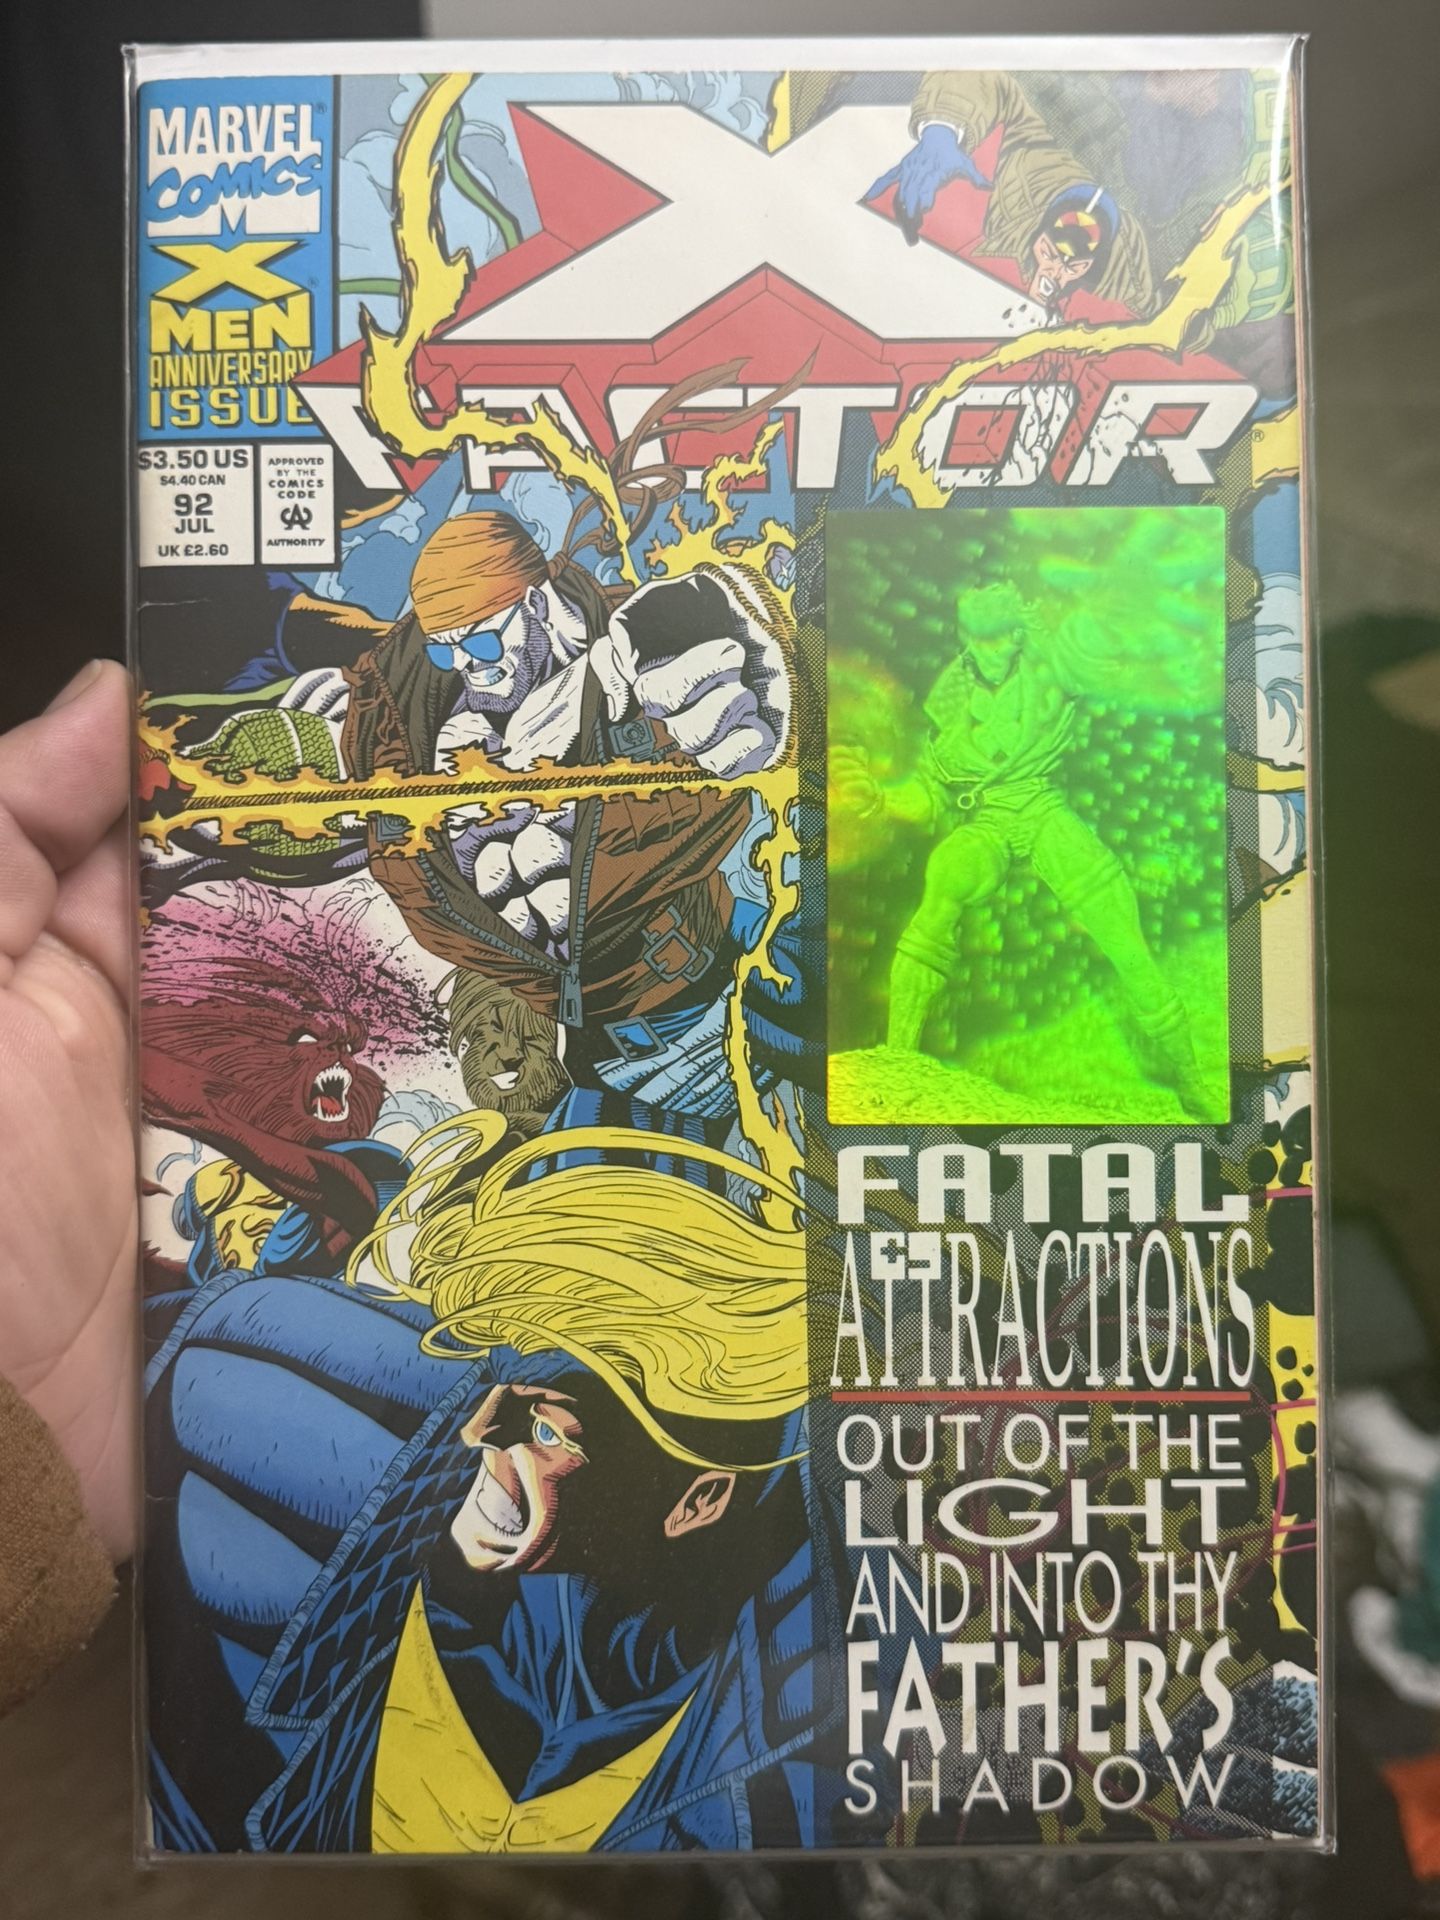 MARVEL
COMICS
M
X
MEN
ANNIVERSARY
ISSUE
$3.50 US
$4.40 CAN
92
JUL
UK £2.60
APPROVED
BY THE
COMICS
CODE
CA
AUTHORITY
X
FACTOR
FATAL
ATTRACTIONS
OUT OF THE
LIGHT
AND INTO THY
FATHER'S
SHADOW